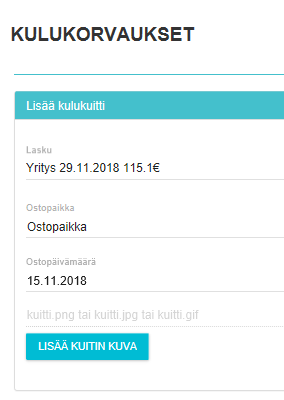 KULUKORVAUKSET
Lisää kulukuitti
Lasku
Yritys 29.11.2018 115.1€
Ostopaikka
Ostopaikka
Ostopäivämäärä
15.11.2018
kuitti.png tai kuitti.jpg tai kuitti.gif
LISÄÄ KUITIN KUVA